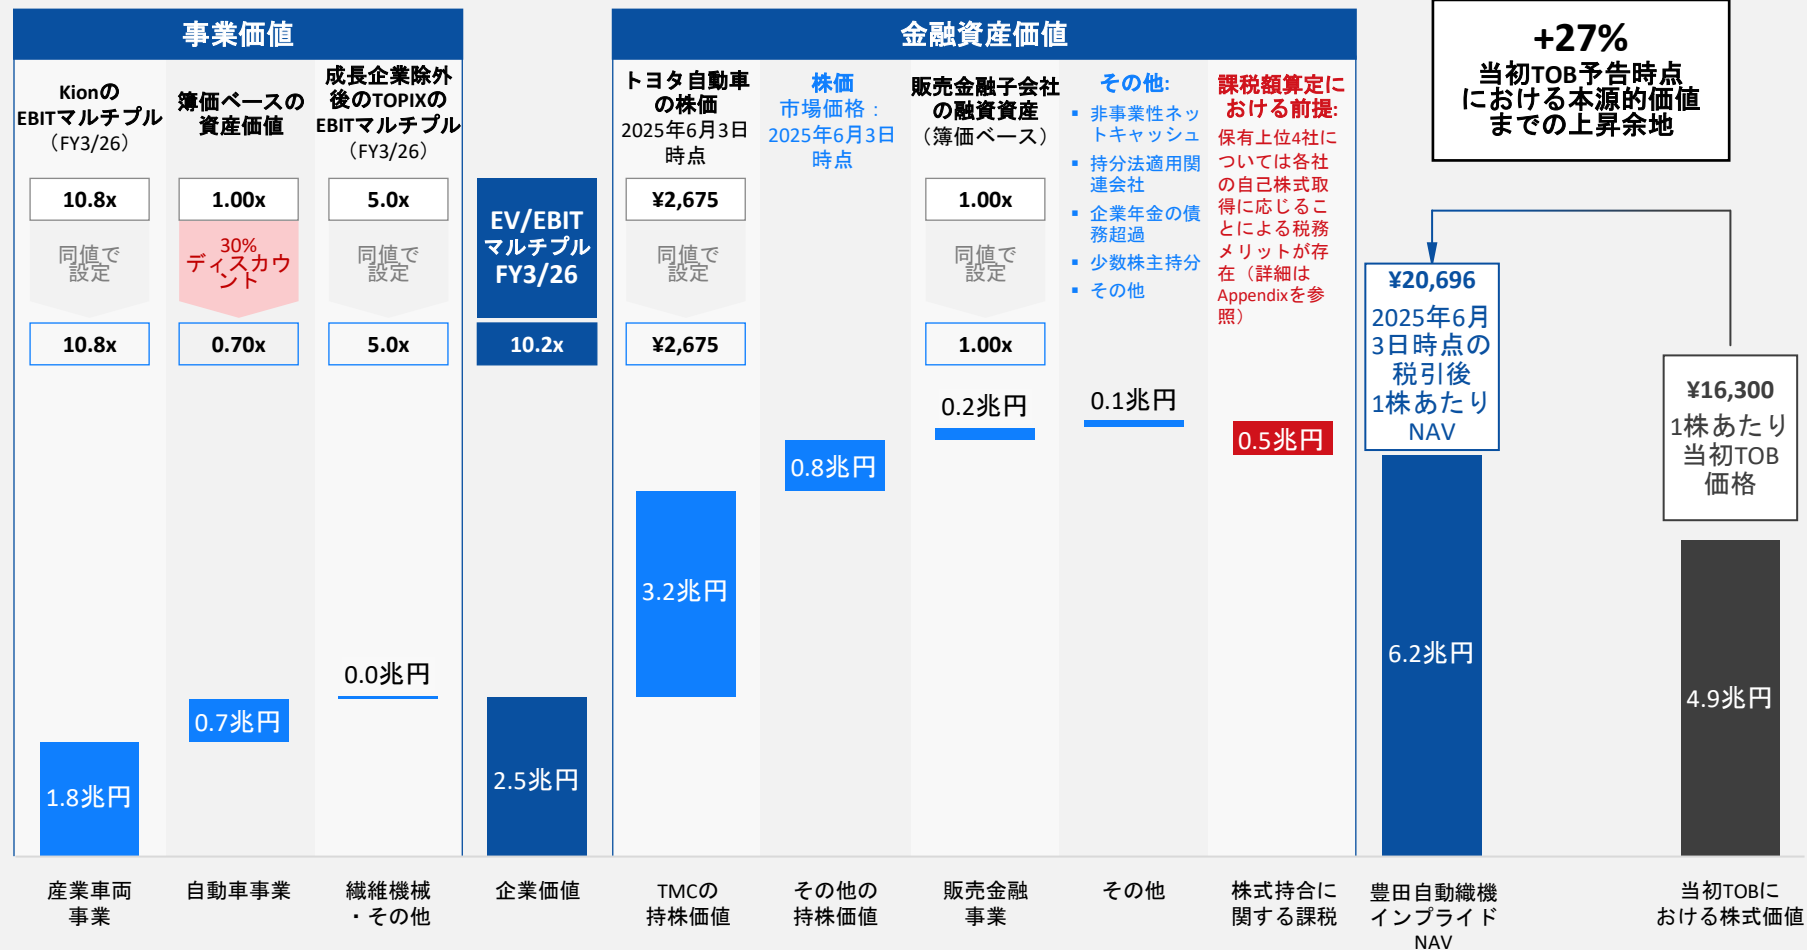 事業価値
金融資産価値
+27%
当初TOB予告時点
における本源的価値
までの上昇余地
Kionの
EBITマルチプル
（FY3/26）
簿価ベースの
資産価値
成長企業除外
後のTOPIXの
EBITマルチプル
（FY3/26）
トヨタ自動車
の株価
2025年6月3日
時点
株価
市場価格：
2025年6月3日
時点
販売金融子会社
の融資資産
（簿価ベース）
その他:
▪ 非事業性ネッ
トキャッシュ
▪ 持分法適用関
連会社
▪ 企業年金の債
務超過
▪ 少数株主持分
▪ その他
課税額算定に
おける前提:
保有上位4社に
ついては各社
の自己株式取
得に応じるこ
とによる税務
メリットが存
在（詳細は
Appendixを参
照）
10.8x
1.00x
5.0x
EV/EBIT
マルチプル
FY3/26
¥2,675
1.00x
同値で
設定
30%
ディスカウ
ント
同値で
設定
同値で
設定
同値で
設定
10.8x
0.70x
5.0x
10.2x
¥2,675
1.00x
¥20,696
2025年6月
3日時点の
税引後
1株あたり
NAV
¥16,300
1株あたり
当初TOB
価格
1.8兆円
0.7兆円
0.0兆円
2.5兆円
3.2兆円
0.8兆円
0.2兆円
0.1兆円
0.5兆円
6.2兆円
4.9兆円
産業車両
事業
自動車事業
繊維機械
・その他
企業価値
TMCの
持株価値
その他の
持株価値
販売金融
事業
その他
株式持合に
関する課税
豊田自動織機
インプライド
NAV
当初TOBに
おける株式価値